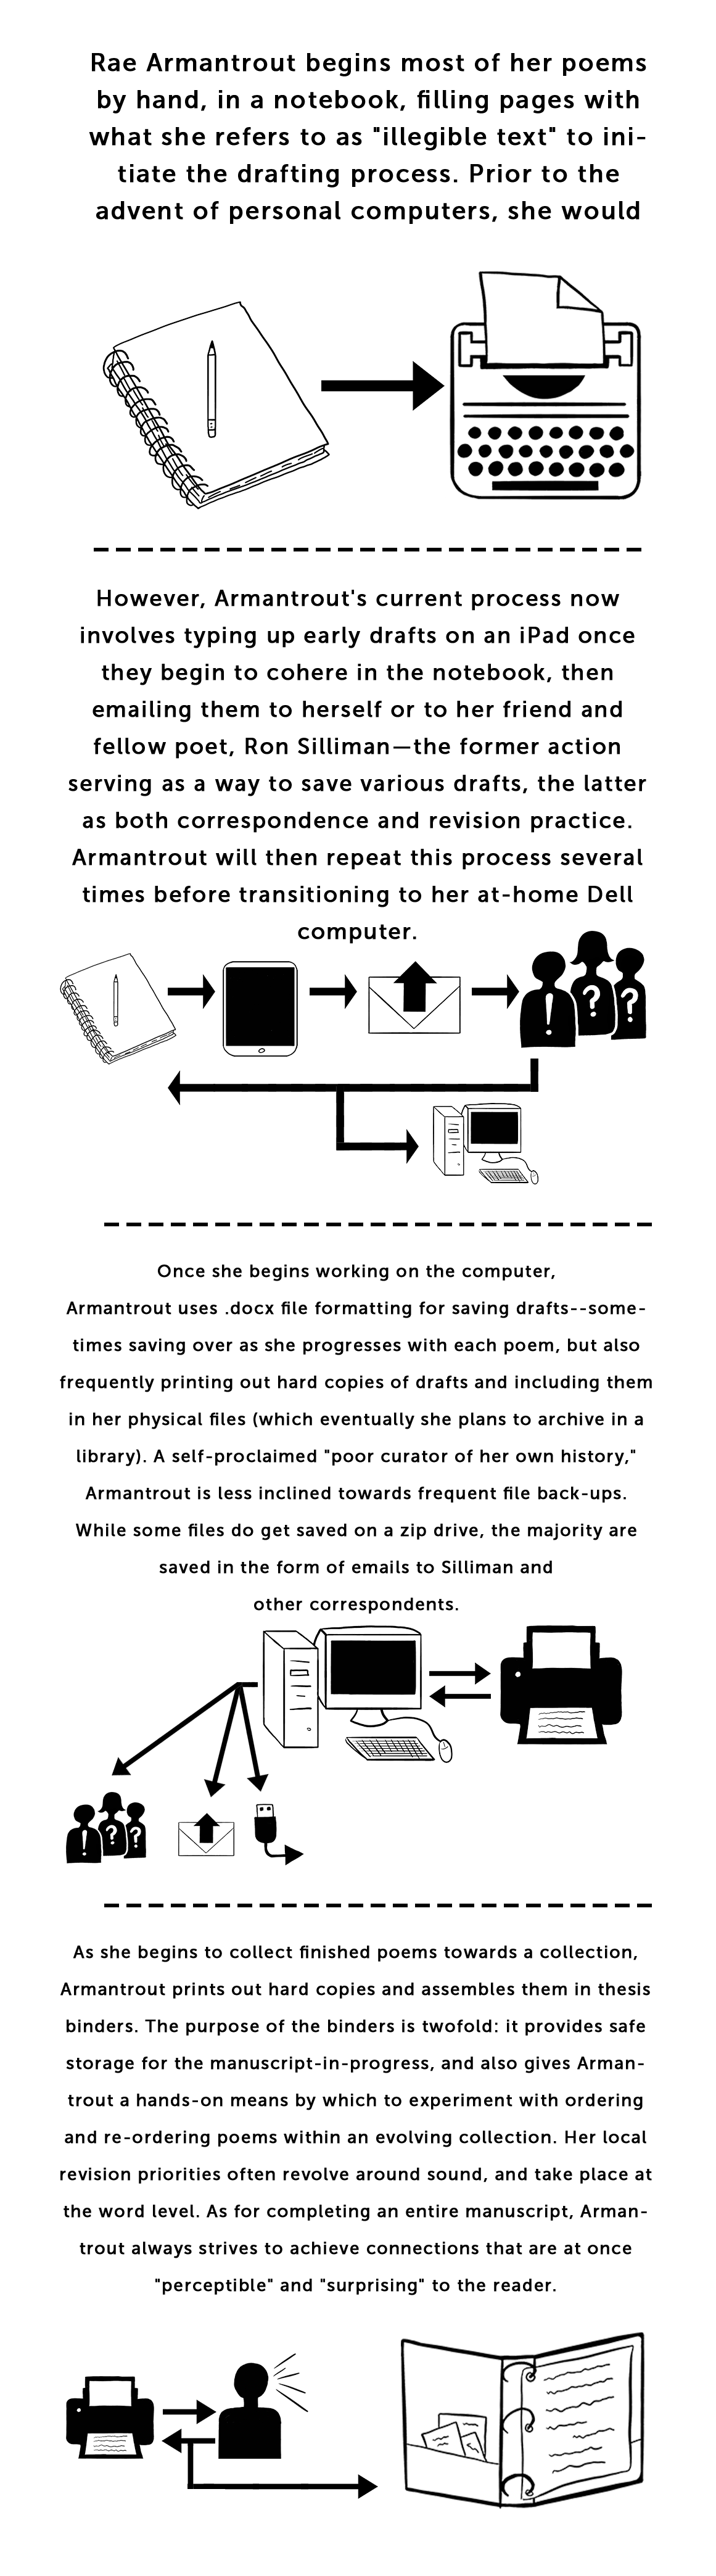 Rae Armantrout begins most of her poems
by hand, in a notebook, filling pages with
what she refers to as "illegible text" to ini-
tiate the drafting process. Prior to the
advent of personal computers, she would
However, Armantrout's current process now
involves typing up early drafts on an iPad once
they begin to cohere in the notebook, then
emailing them to herself or to her friend and
fellow poet, Ron Silliman—the former action
serving as a way to save various drafts, the latter
as both correspondence and revision practice.
Armantrout will then repeat this process several
times before transitioning to her at-home Dell
computer.
! ? ?
Once she begins working on the computer,
Armantrout uses .docx file formatting for saving drafts--some-
times saving over as she progresses with each poem, but also
frequently printing out hard copies of drafts and including them
in her physical files (which eventually she plans to archive in a
library). A self-proclaimed "poor curator of her own history,"
Armantrout is less inclined towards frequent file back-ups.
While some files do get saved on a zip drive, the majority are
saved in the form of emails to Silliman and
other correspondents.
! ? ?
As she begins to collect finished poems towards a collection,
Armantrout prints out hard copies and assembles them in thesis
binders. The purpose of the binders is twofold: it provides safe
storage for the manuscript-in-progress, and also gives Arman-
trout a hands-on means by which to experiment with ordering
and re-ordering poems within an evolving collection. Her local
revision priorities often revolve around sound, and take place at
the word level. As for completing an entire manuscript, Arman-
trout always strives to achieve connections that are at once
"perceptible" and "surprising" to the reader.